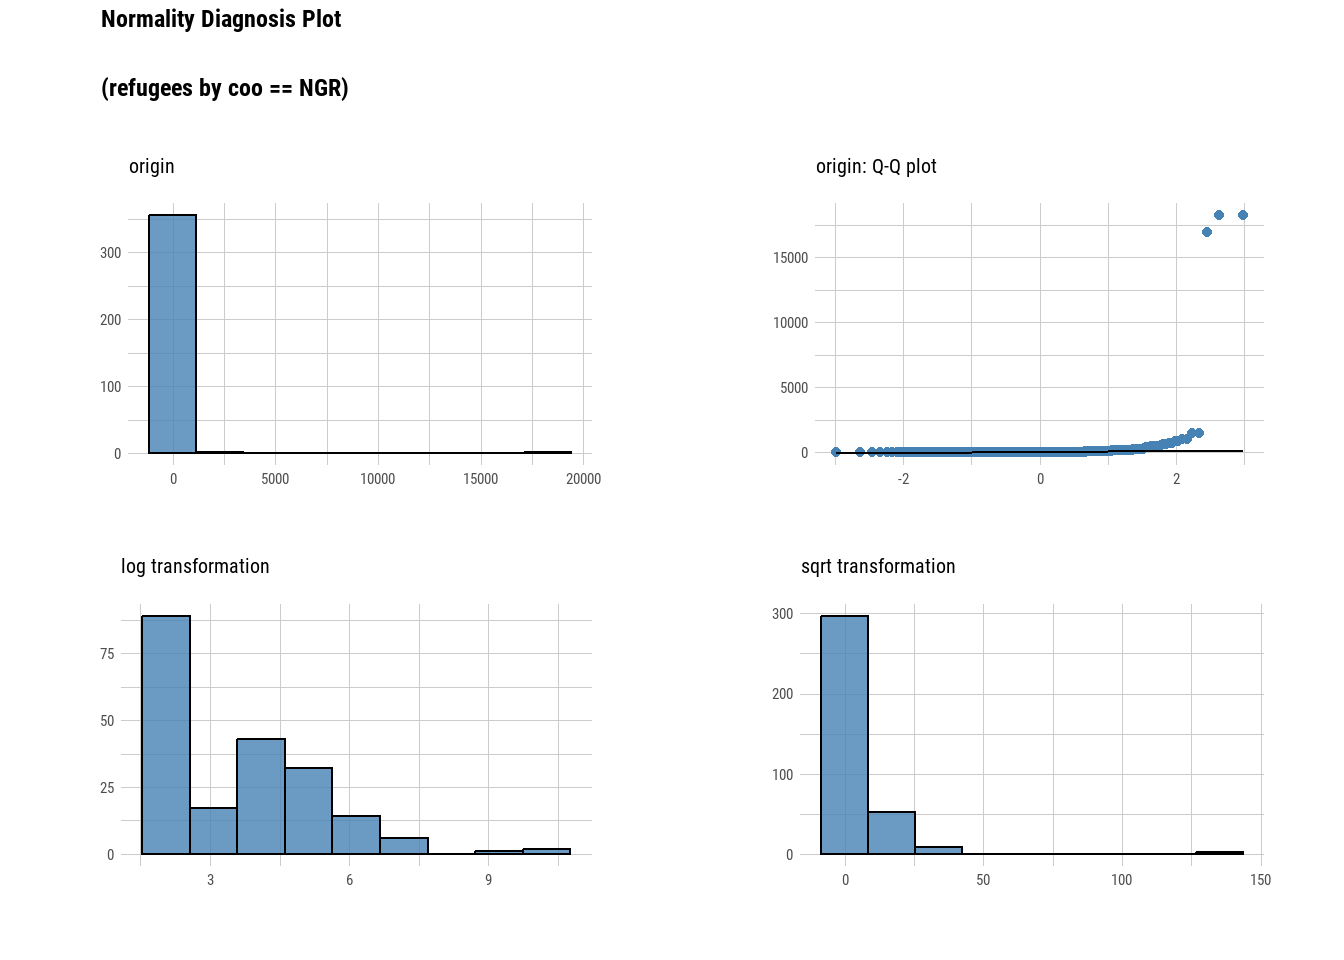 Normality Diagnosis Plot
(refugees by coo == NGR)
origin
300
200
100
0
0 5000 10000 15000 20000
origin: Q-Q plot
15000
10000
5000
0
-2 0 2
log transformation
75
50
25
0
3 6 9
sqrt transformation
300
200
100
0
0 50 100 150